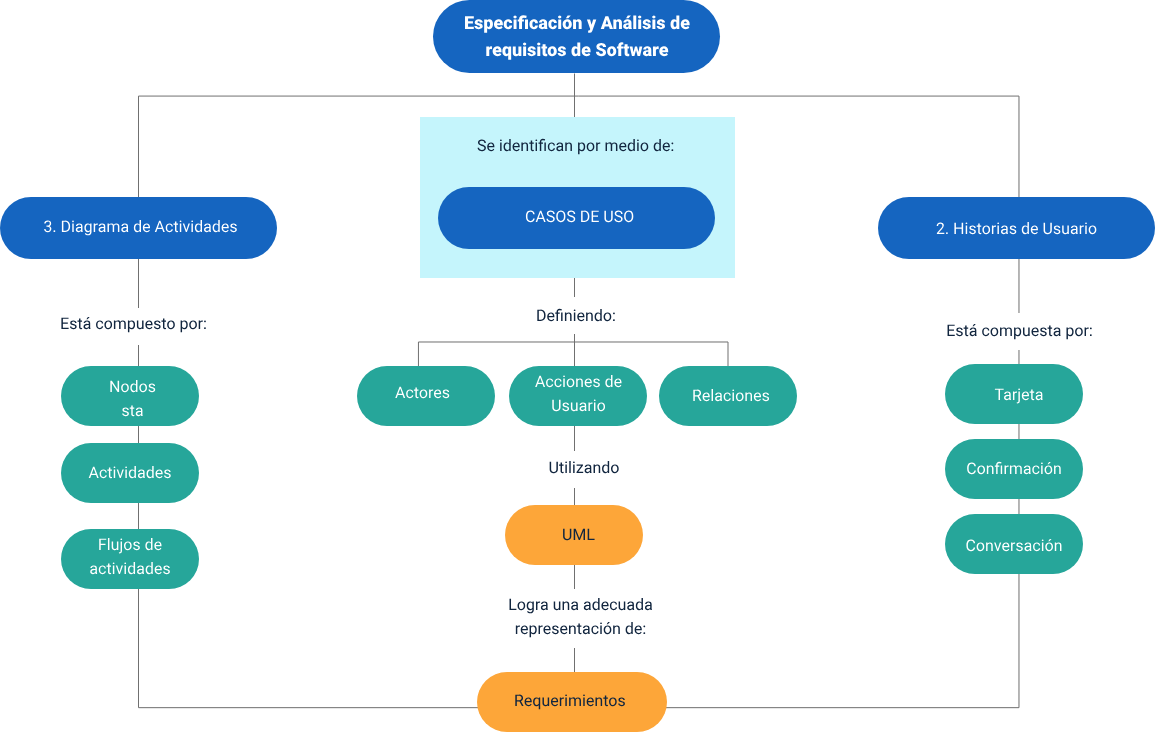 Especificación y Análisis de
requisitos de Software
Se identifican por medio de:
CASOS DE USO
3. Diagrama de Actividades
2. Historias de Usuario
Está compuesto por:
Definiendo:
Está compuesta por:
Nodos
sta
Actividades
Flujos de
actividades
Actores
Acciones de
Usuario
Relaciones
Utilizando
UML
Logra una adecuada
representación de:
Tarjeta
Confirmación
Conversación
Requerimientos